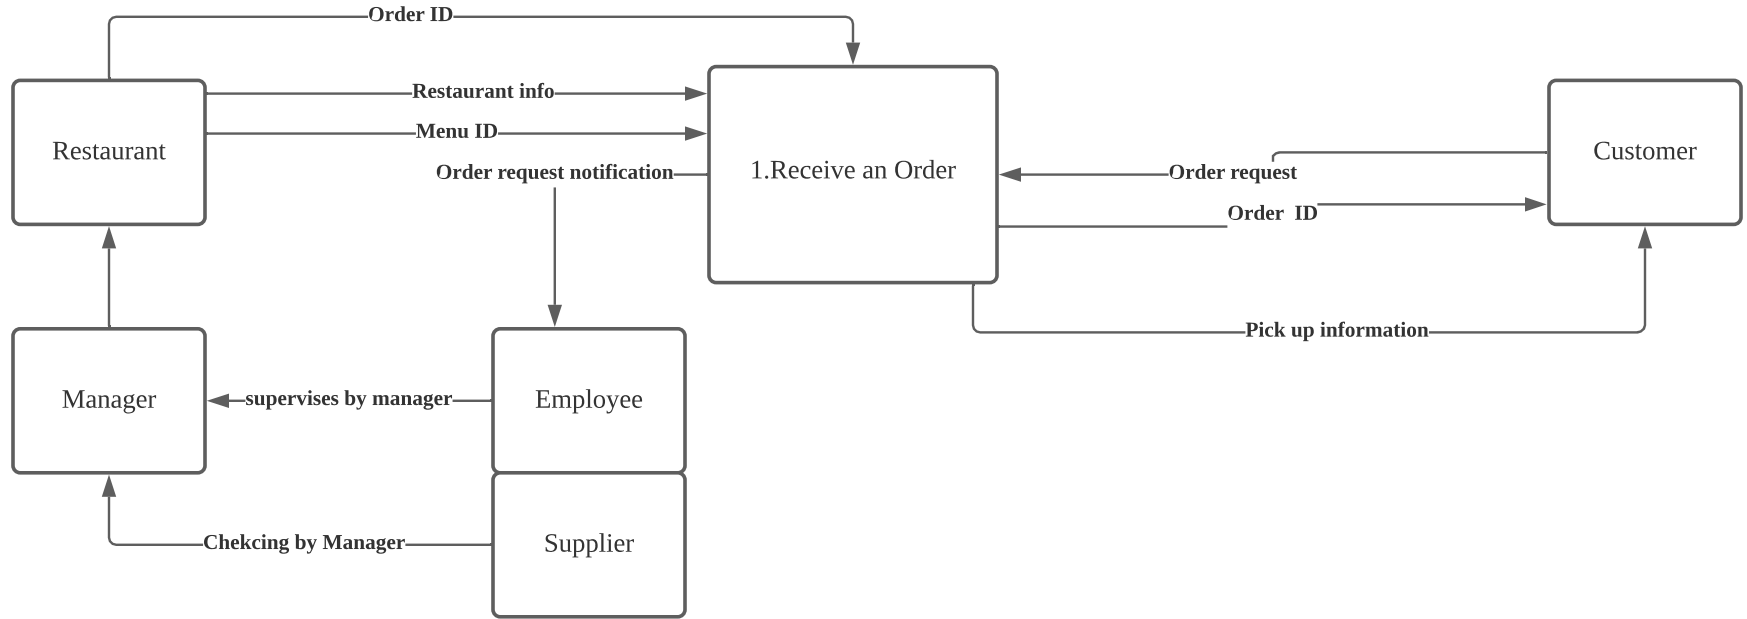 Order ID
Restaurant info
Menu ID
Order request notification
Restaurant
1.Receive an Order
Customer
Order request
Order  ID
Pick up information
Manager
supervises by manager
Employee
Chekcing by Manager
Supplier